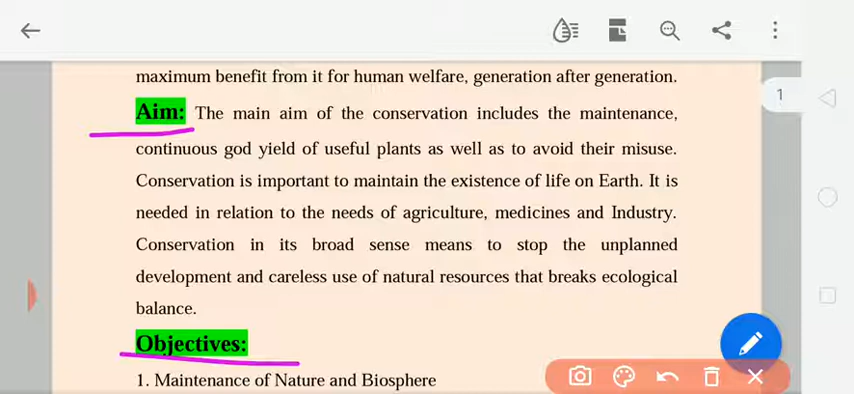 maximum benefit from it for human welfare, generation after generation.
Aim: The main aim of the conservation includes the maintenance,
continuous god yield of useful plants as well as to avoid their misuse.
Conservation is important to maintain the existence of life on Earth. It is
needed in relation to the needs of agriculture, medicines and Industry.
Conservation in its broad sense means to stop the unplanned
development and careless use of natural resources that breaks ecological
balance.
Objectives:
1. Maintenance of Nature and Biosphere
1